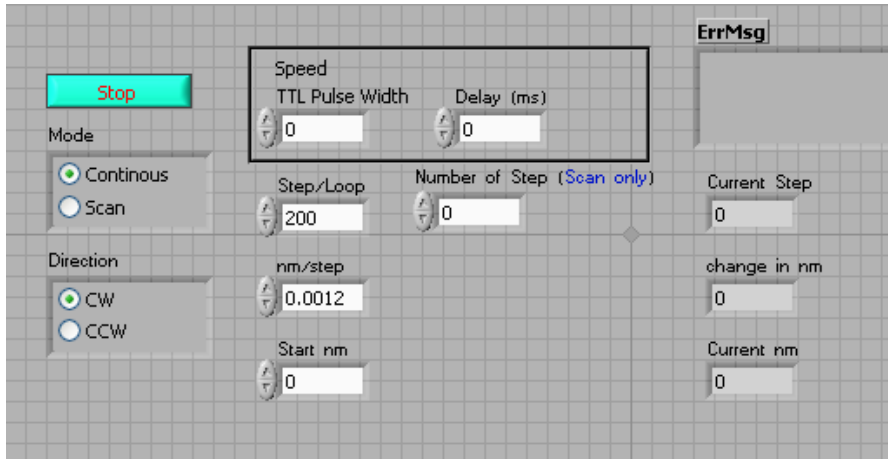 ErrMsg
Stop
Speed
TTL Pulse Width
0
Delay (ms)
0
Mode
Continous
Scan
Step/Loop
200
Number of Step (Scan only)
0
Current Step
0
Direction
CW
CCW
nm/step
0.0012
change in nm
0
Start nm
0
Current nm
0